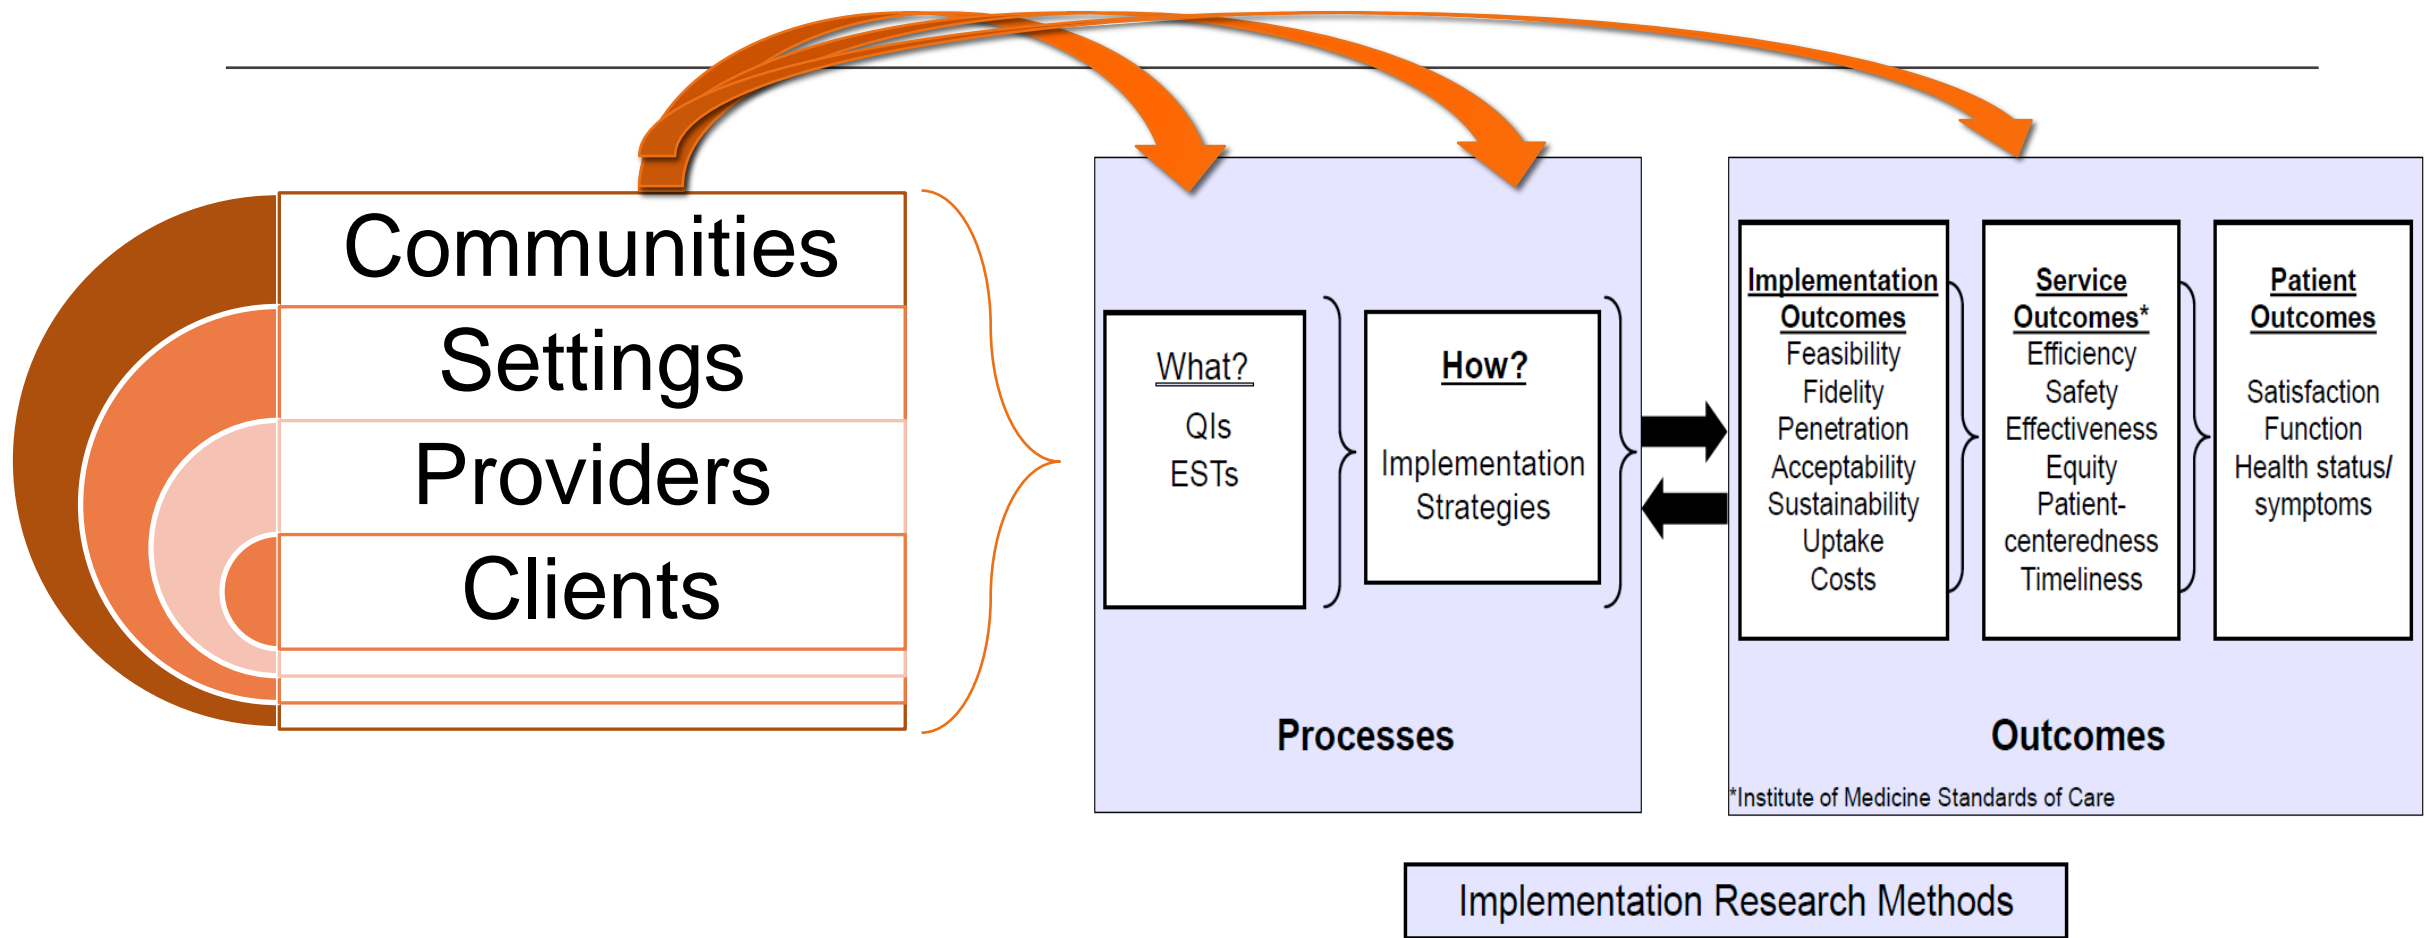 Communities
Settings
Providers
Clients
What?
QIs
ESTs
How?
Implementation
Strategies
Processes
Implementation
Outcomes
Feasibility
Fidelity
Penetration
Acceptability
Sustainability
Uptake
Costs
Service
Outcomes*
Efficiency
Safety
Effectiveness
Equity
Patient-
centeredness
Timeliness
Patient
Outcomes
Satisfaction
Function
Health status/
symptoms
Outcomes
*Institute of Medicine Standards of Care
Implementation Research Methods